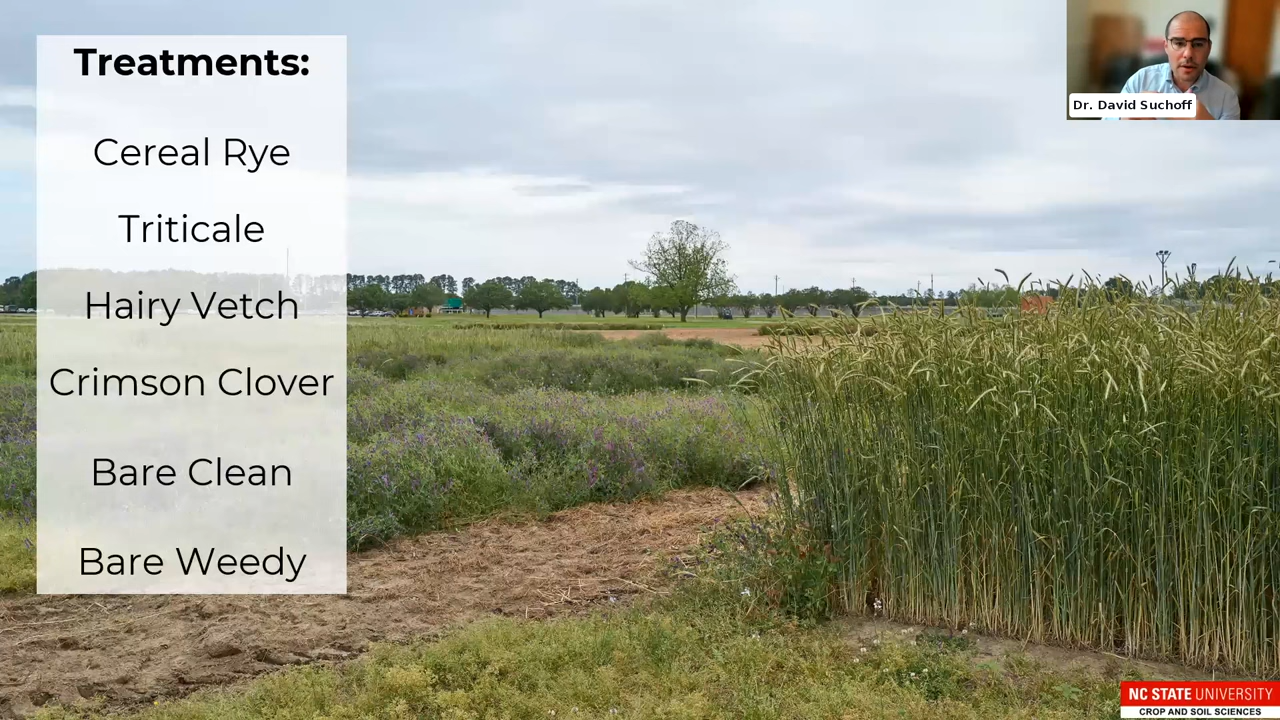 Treatments:
Cereal Rye
Triticale
Hairy Vetch
Crimson Clover
Bare Clean
Bare Weedy
Dr. David Suchoff
NC STATE UNIVERSITY
CROP AND SOIL SCIENCES